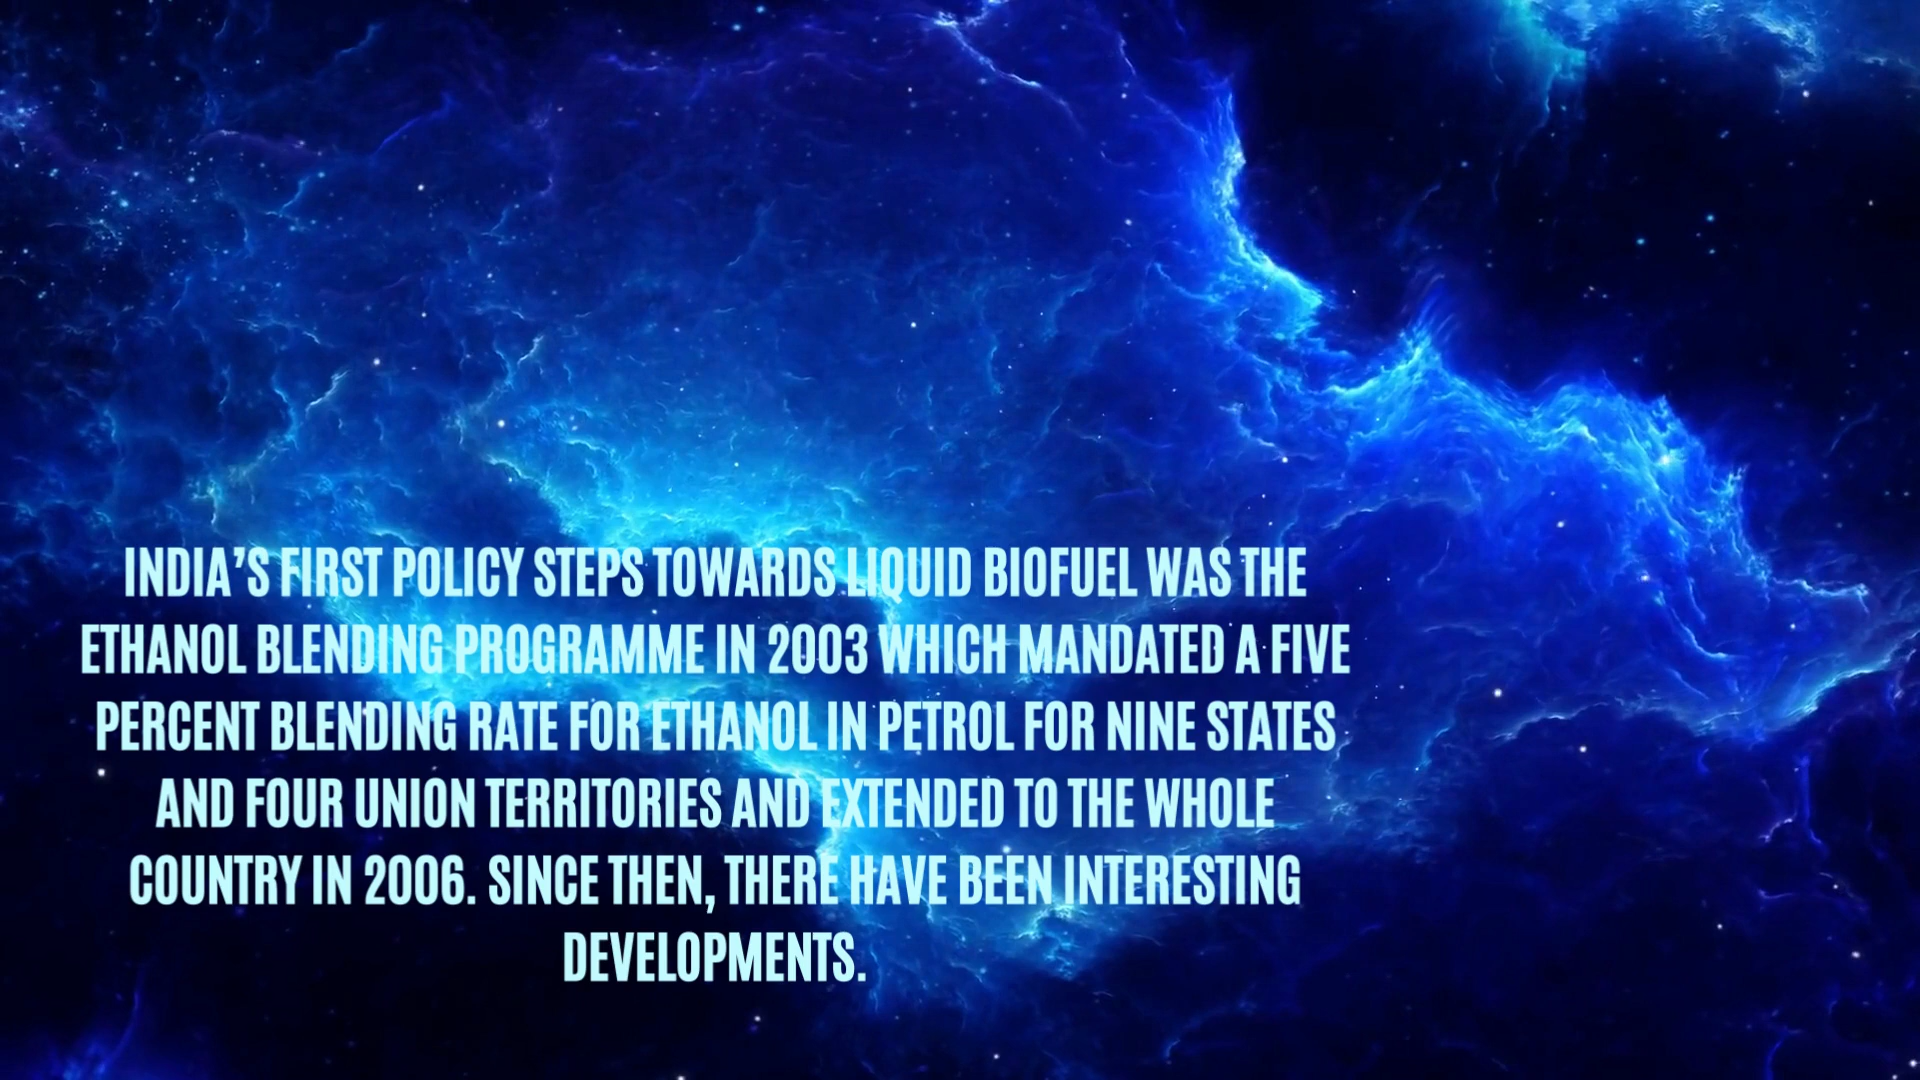 INDIA’S FIRST POLICY STEPS TOWARDS LIQUID BIOFUEL WAS THE
ETHANOL BLENDING PROGRAMME IN 2003 WHICH MANDATED A FIVE
PERCENT BLENDING RATE FOR ETHANOL IN PETROL FOR NINE STATES
AND FOUR UNION TERRITORIES AND EXTENDED TO THE WHOLE
COUNTRY IN 2006. SINCE THEN, THERE HAVE BEEN INTERESTING
DEVELOPMENTS.